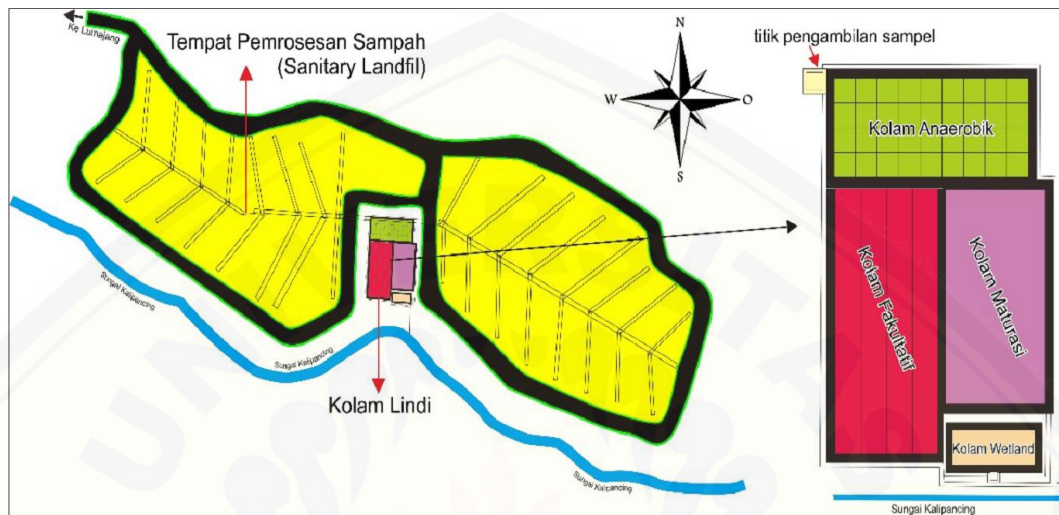 Ke Lumajang
Tempat Pemrosesan Sampah
(Sanitary Landfil)
N
W
O
S
titik pengambilan sampel
Kolam Anaerobik
Kolam Fakultatif
Kolam Maturasi
Kolam Wetland
Sungai Kalipancing
Sungai Kalipancing
Sungai Kalipancing
Kolam Lindi
Sungai Kalipancing
UNIVERSITAS